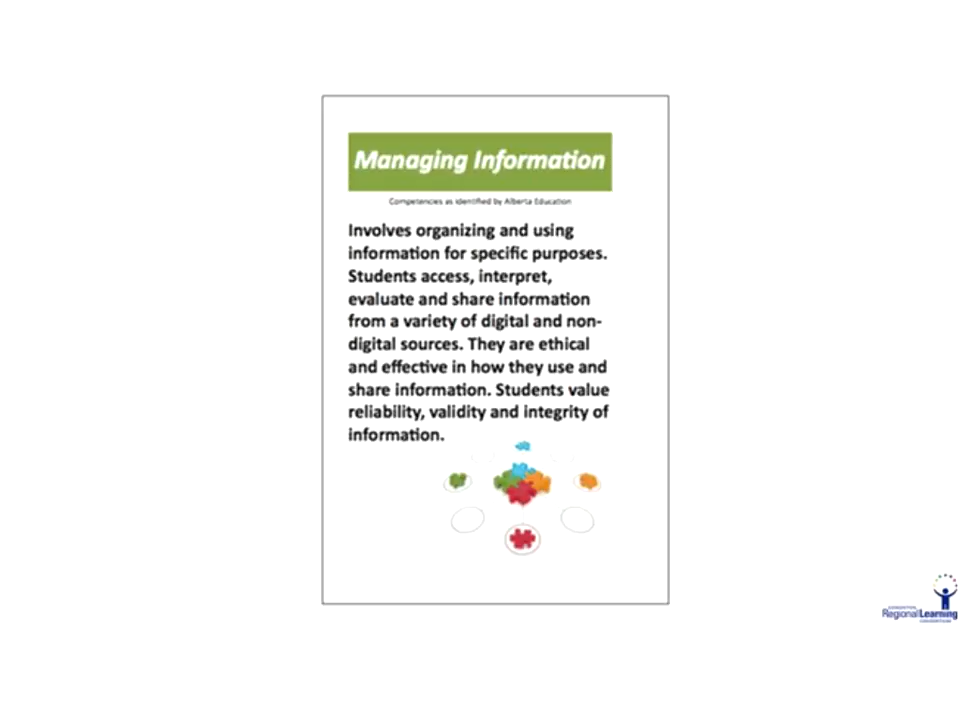 Managing Information
Competencies as identified by Alberta Education
Involves organizing and using
information for specific purposes.
Students access, interpret,
evaluate and share information
from a variety of digital and non-
digital sources. They are ethical
and effective in how they use and
share information. Students value
reliability, validity and integrity of
information.
RegionalLearning
CONSORTIUM